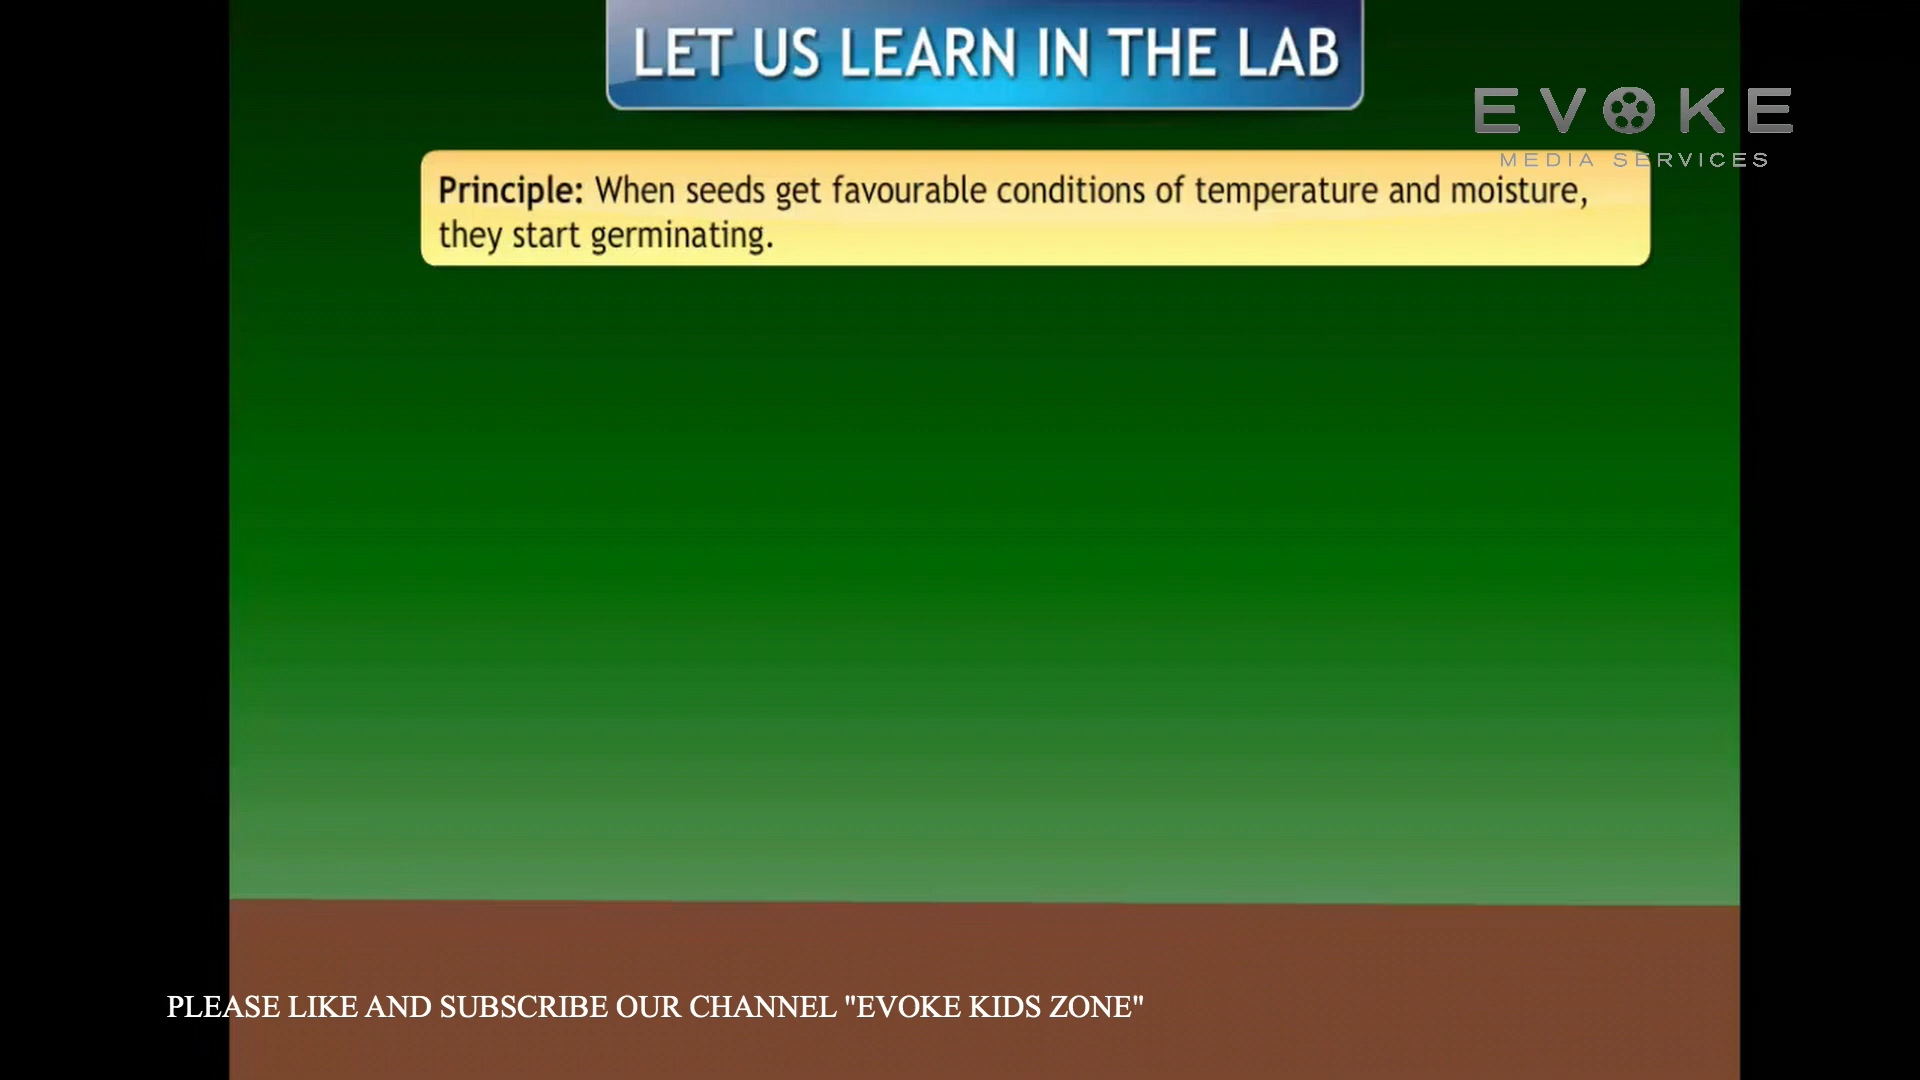 LET US LEARN IN THE LAB
EVOKE
MEDIA SERVICES
Principle: When seeds get favourable conditions of temperature and moisture,
they start germinating.
PLEASE LIKE AND SUBSCRIBE OUR CHANNEL "EVOKE KIDS ZONE"